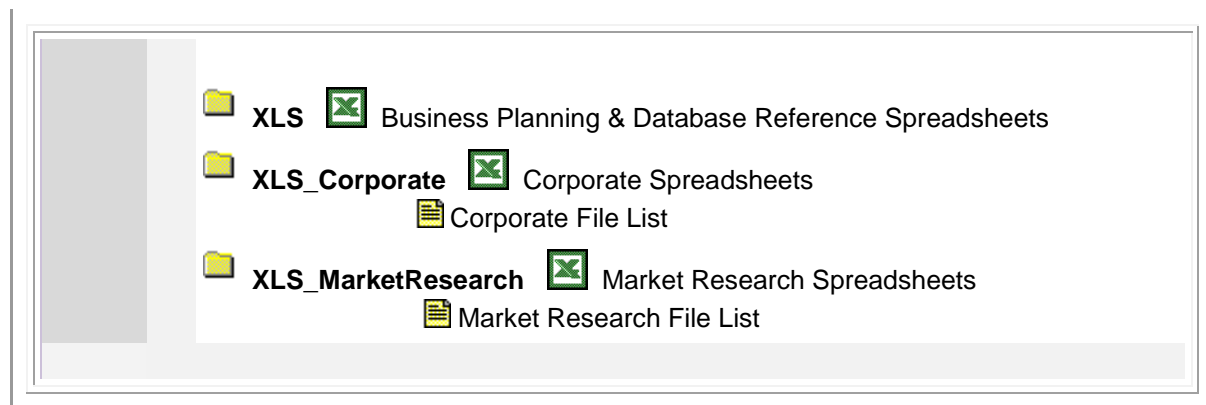 XLS Business Planning & Database Reference Spreadsheets
XLS_Corporate Corporate Spreadsheets
Corporate File List
XLS_MarketResearch Market Research Spreadsheets
Market Research File List